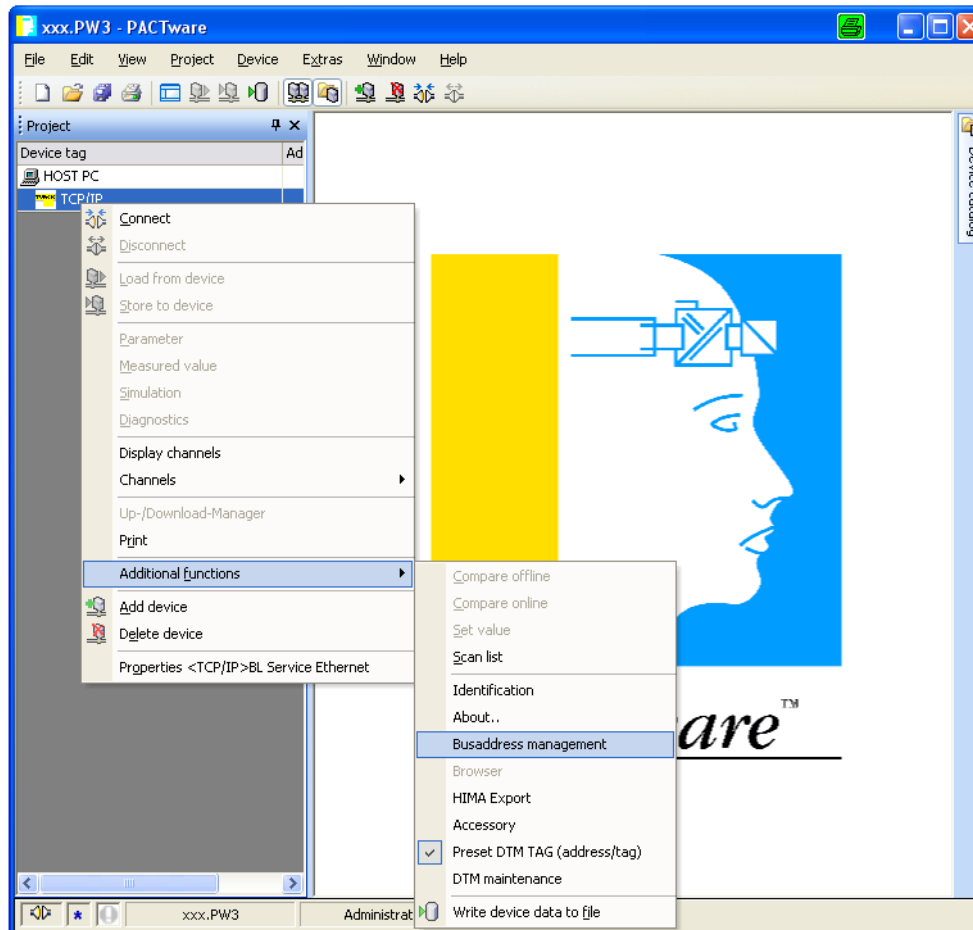 xxx.PW3 - PACTware
File Edit View Project Device Extras Window Help
Project
Device tag Ad
HOST PC
TURCK TCP/IP
Device catalog
Connect
Disconnect
Load from device
Store to device
Parameter
Measured value
Simulation
Diagnostics
Display channels
Channels
Up-/Download-Manager
Print
Additional functions
Add device
Delete device
Properties <TCP/IP>BL Service Ethernet
Compare offline
Compare online
Set value
Scan list
Identification
About..
Busaddress management
Browser
HIMA Export
Accessory
Preset DTM TAG (address/tag)
DTM maintenance
Write device data to file
are TM
xxx.PW3 Administrat